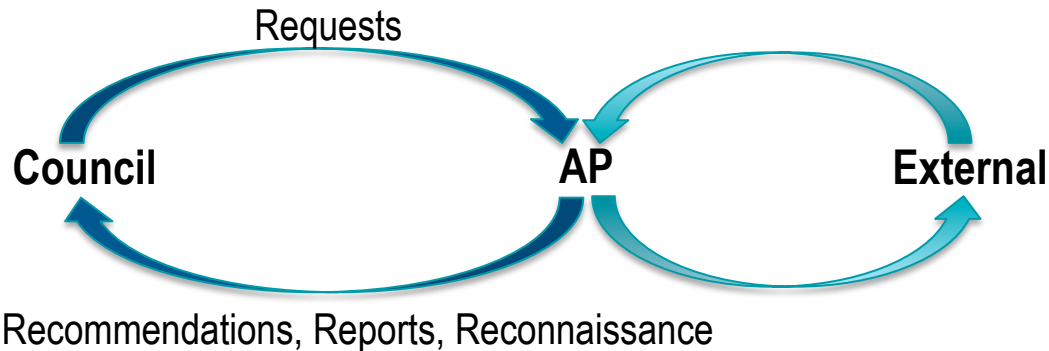 Requests
Council AP External
Recommendations, Reports, Reconnaissance